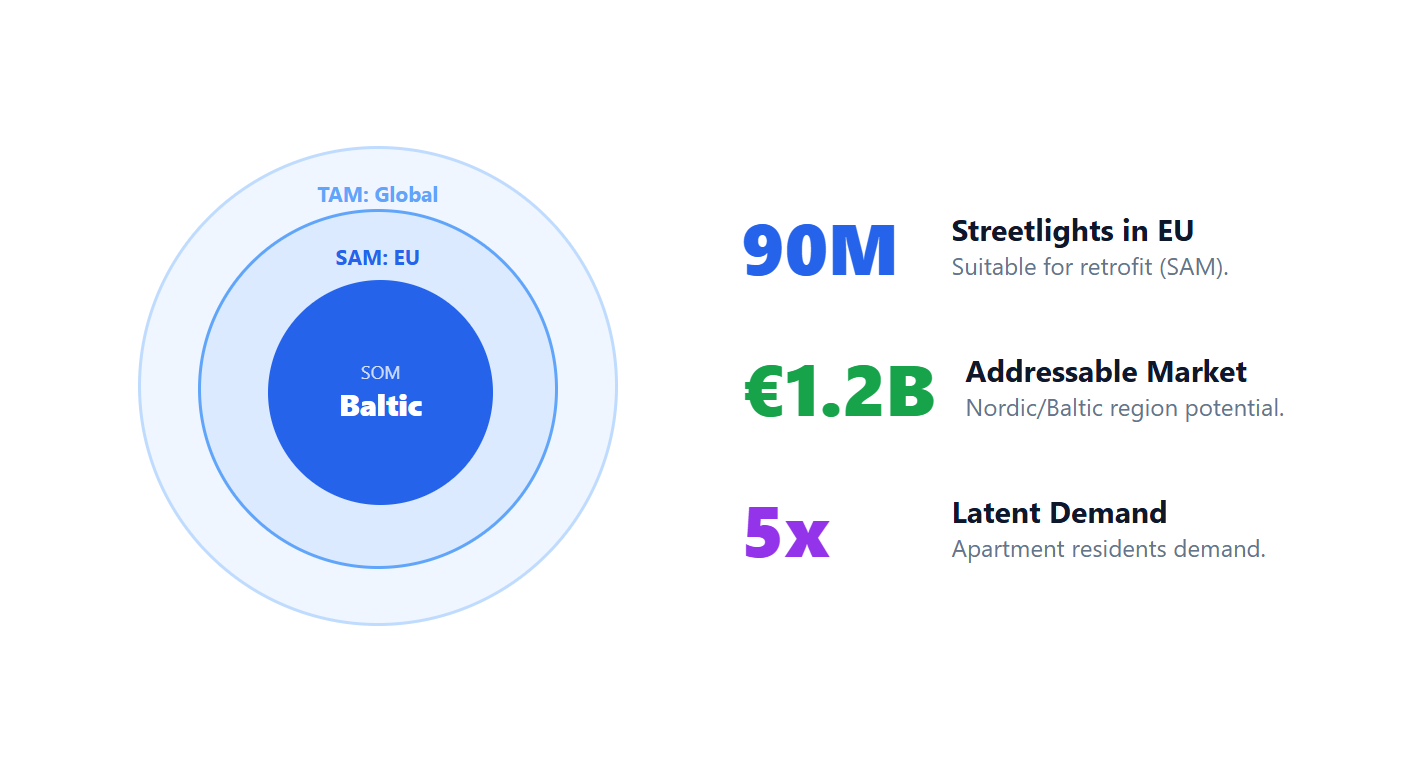 TAM: Global
SAM: EU
SOM
Baltic
90M
Streetlights in EU
Suitable for retrofit (SAM).
€1.2B
Addressable Market
Nordic/Baltic region potential.
5x
Latent Demand
Apartment residents demand.